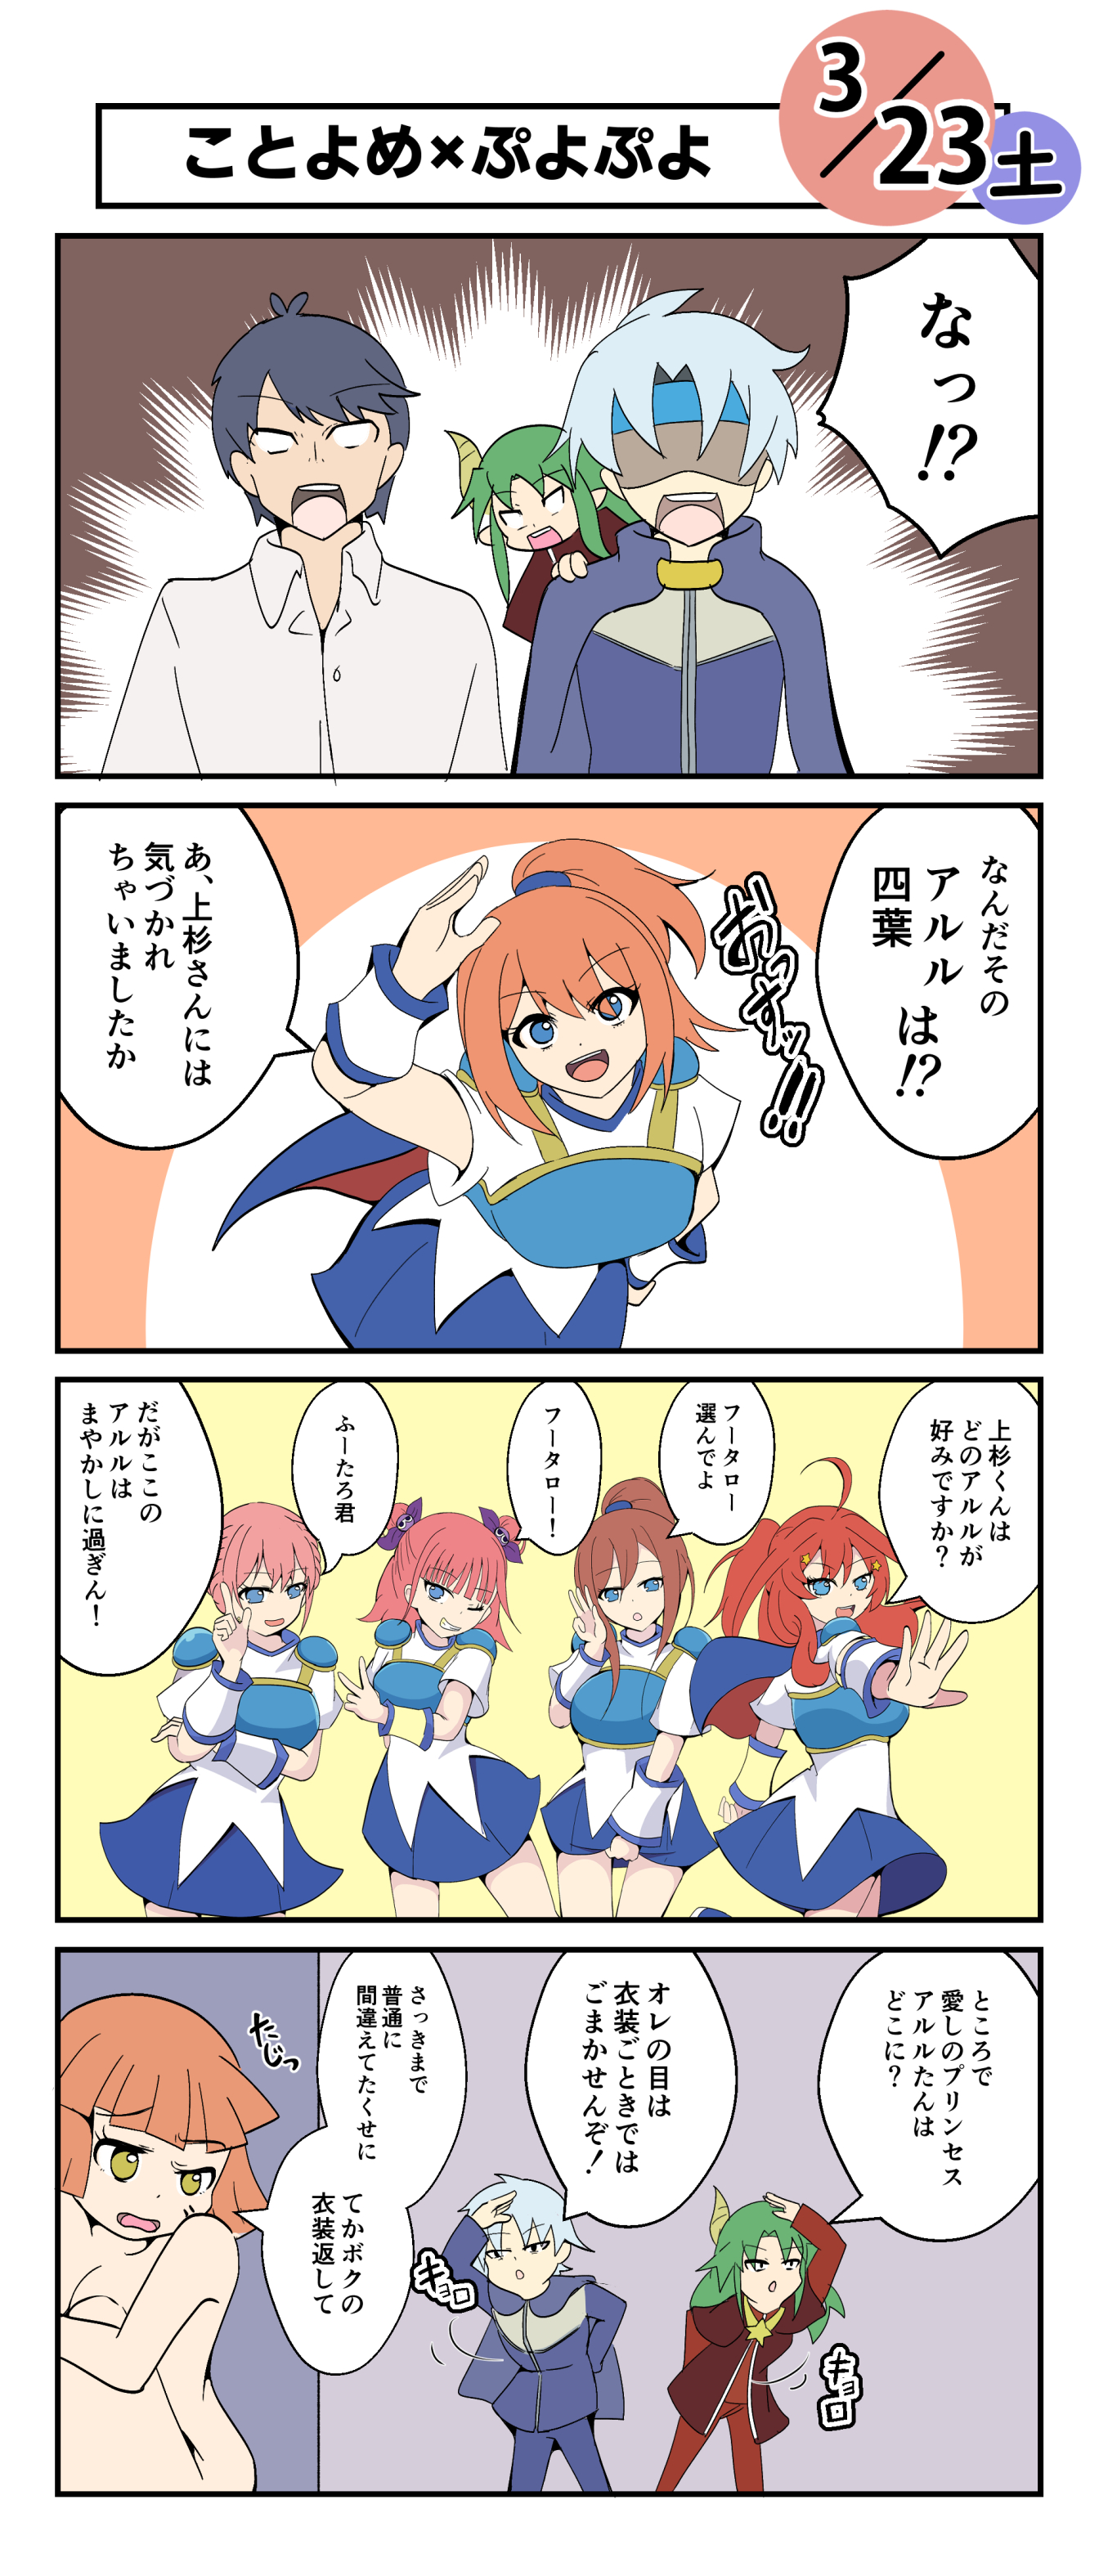 3/23土
ことよめ×ぷよぷよ
なっ!?
なんだその
アルル
四葉
は!?
おっすッ!!!
あ、上杉さんには
気づかれ
ちゃいましたか
上杉くんは
どのアルルが
好みですか?
フータロー
選んでよ
フータロー!
ふーたろ君
だがここの
アルルは
まやかしに過ぎん!
ところで
愛しのプリンセス
アルルたんは
どこに?
オレの目は
衣装ごときでは
ごまかせんぞ!
さっきまで
普通に
間違えてたくせに
てかボクの
衣装返して
たじっ
キョロ
キョロ